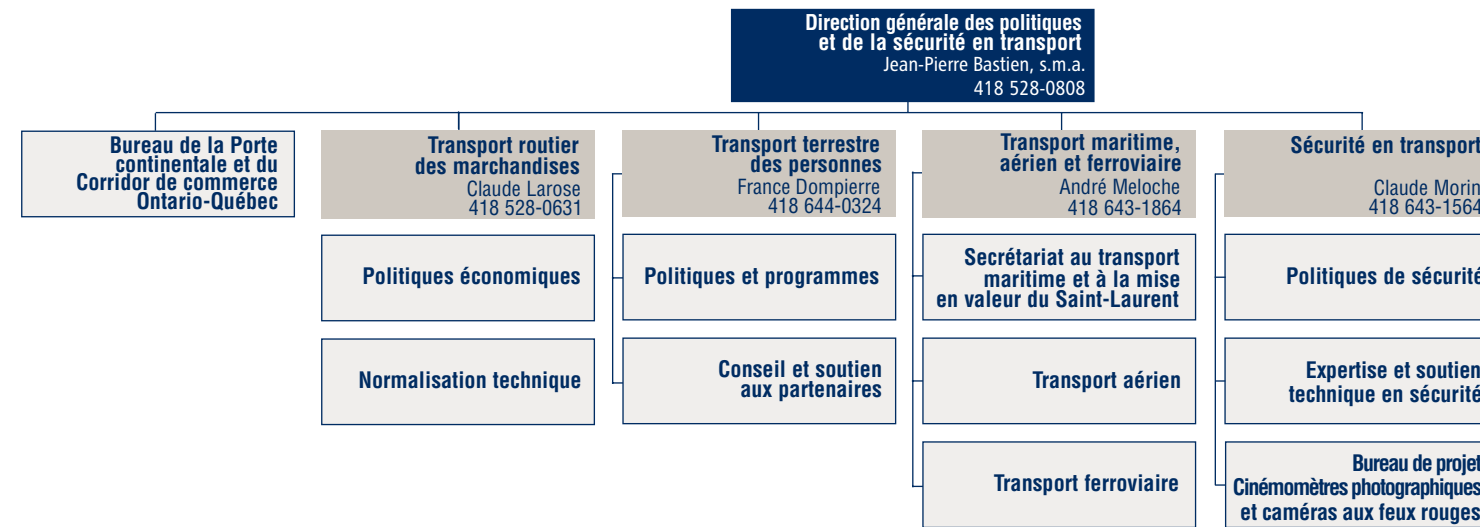 Direction générale des politiques
et de la sécurité en transport
Jean-Pierre Bastien, s.m.a.
418 528-0808
Bureau de la Porte
continentale et du
Corridor de commerce
Ontario-Québec
Transport routier
des marchandises
Claude Larose
418 528-0631
Politiques économiques
Normalisation technique
Transport terrestre
des personnes
France Dompierre
418 644-0324
Politiques et programmes
Conseil et soutien
aux partenaires
Transport maritime,
aérien et ferroviaire
André Meloche
418 643-1864
Secrétariat au transport
maritime et à la mise
en valeur du Saint-Laurent
Transport aérien
Transport ferroviaire
Sécurité en transport
Claude Morin
418 643-1564
Politiques de sécurité
Expertise et soutien
technique en sécurité
Bureau de projet
Cinémomètres photographiques
et caméras aux feux rouges